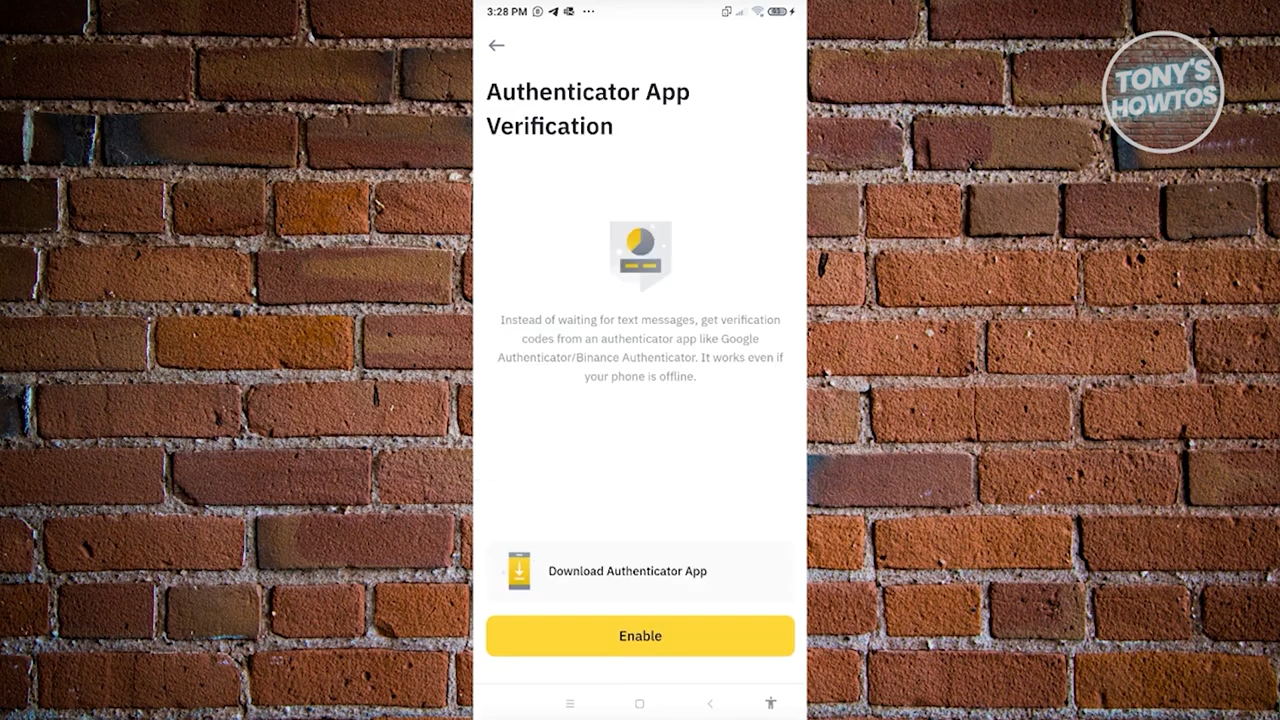 3:28 PM
TONY'S
HOWTOS
Authenticator App
Verification
Instead of waiting for text messages, get verification
codes from an authenticator app like Google
Authenticator/Binance Authenticator. It works even if
your phone is offline.
Download Authenticator App
Enable